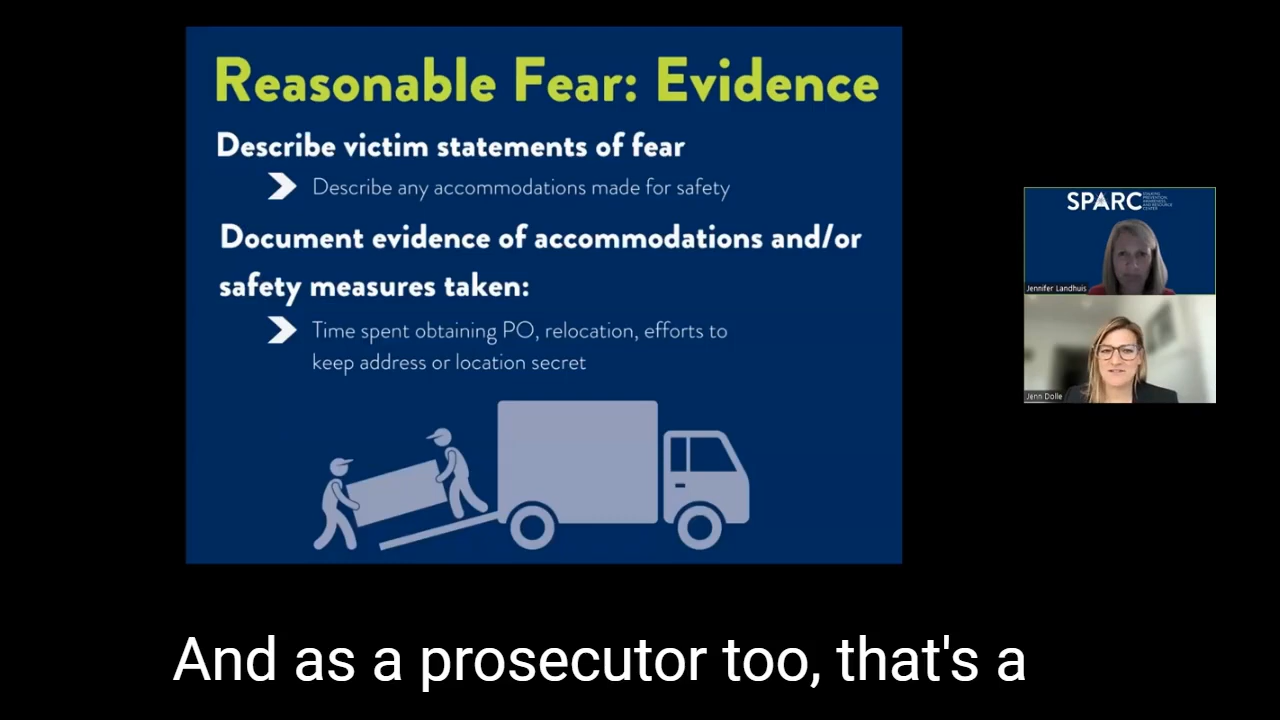 Reasonable Fear: Evidence
Describe victim statements of fear
Describe any accommodations made for safety
Document evidence of accommodations and/or
safety measures taken:
Time spent obtaining PO, relocation, efforts to
keep address or location secret
SPARC
Jennifer Landhuis
Jenn Dolle
And as a prosecutor too, that's a